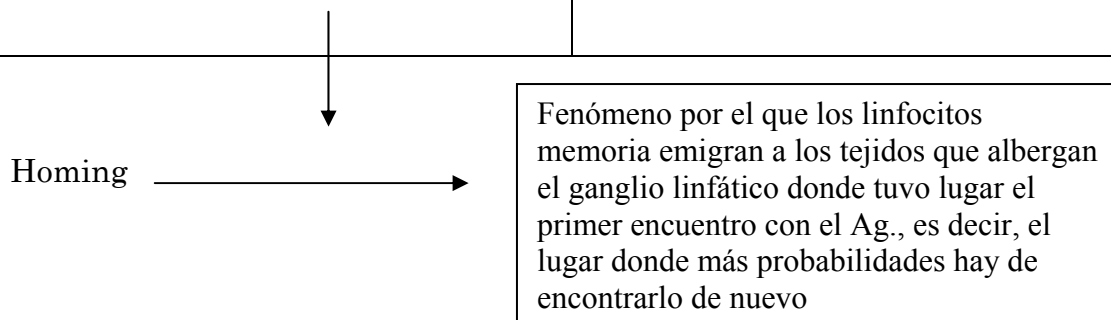 Homing
Fenómeno por el que los linfocitos
memoria emigran a los tejidos que albergan
el ganglio linfático donde tuvo lugar el
primer encuentro con el Ag., es decir, el
lugar donde más probabilidades hay de
encontrarlo de nuevo